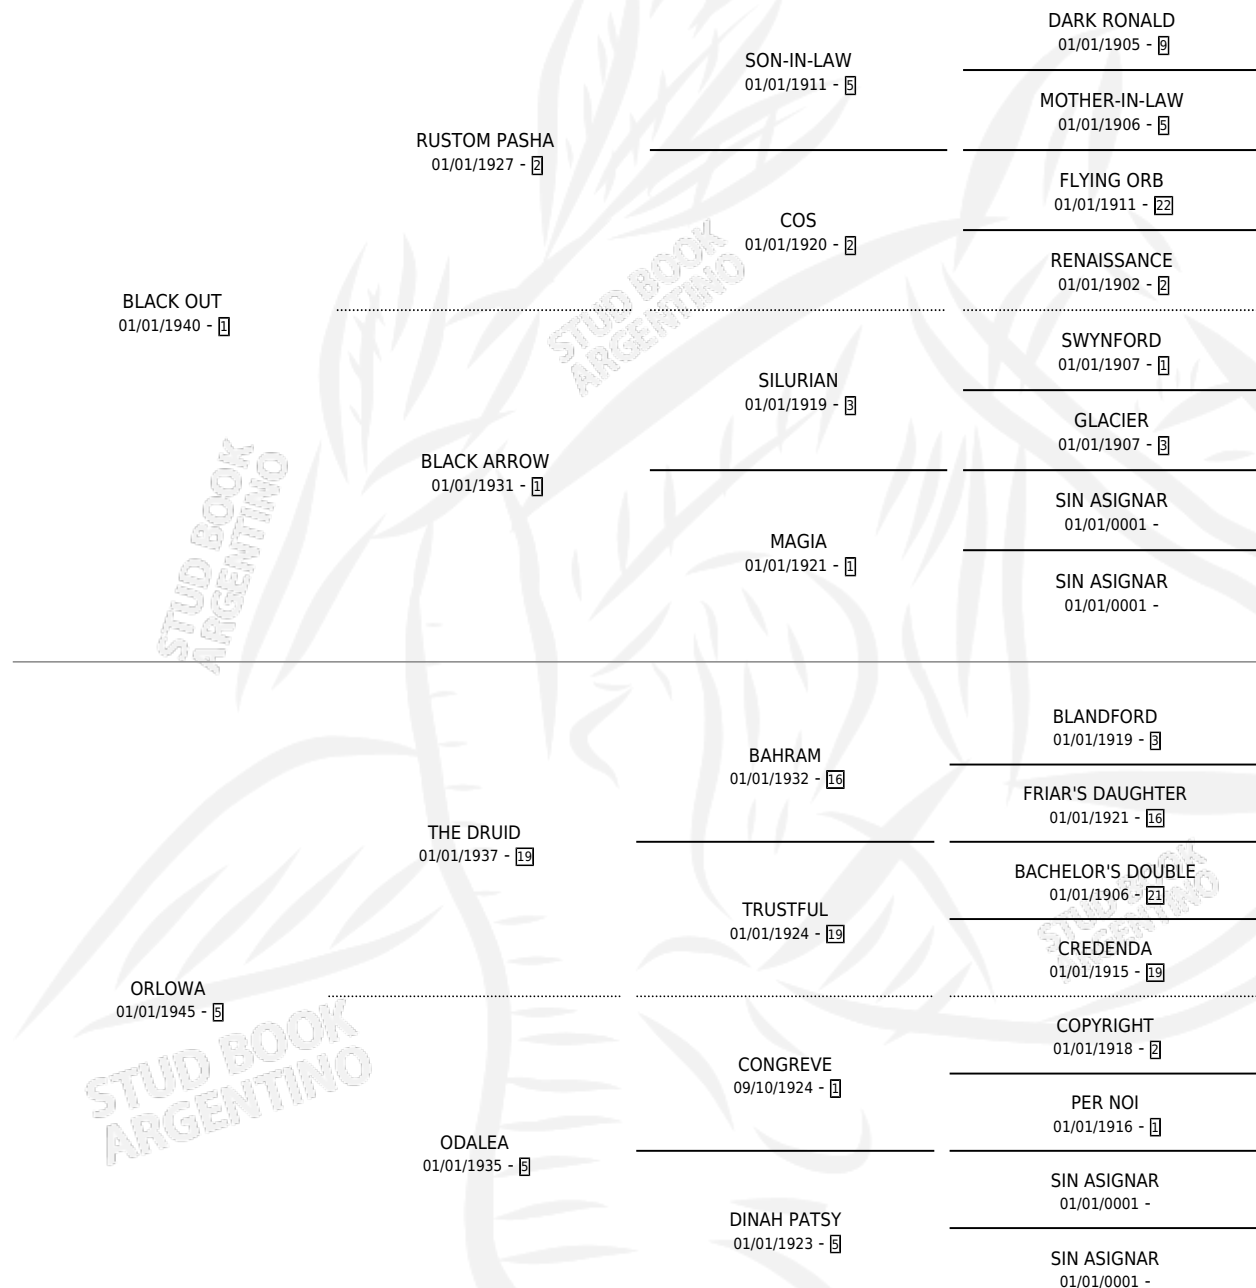 DARK RONALD
01/01/1905 - 9
SON-IN-LAW
01/01/1911 - 5
MOTHER-IN-LAW
01/01/1906 - 5
RUSTOM PASHA
01/01/1927 - 2
FLYING ORB
01/01/1911 - 22
COS
01/01/1920 - 2
RENAISSANCE
01/01/1902 - 2
BLACK OUT
01/01/1940 - 1
SWYNFORD
01/01/1907 - 1
SILURIAN
01/01/1919 - 3
GLACIER
01/01/1907 - 3
BLACK ARROW
01/01/1931 - 1
SIN ASIGNAR
01/01/0001 -
MAGIA
01/01/1921 - 1
SIN ASIGNAR
01/01/0001 -
BLANDFORD
01/01/1919 - 3
BAHRAM
01/01/1932 - 16
FRIAR'S DAUGHTER
01/01/1921 - 16
THE DRUID
01/01/1937 - 19
BACHELOR'S DOUBLE
01/01/1906 - 21
TRUSTFUL
01/01/1924 - 19
CREDENDA
01/01/1915 - 19
ORLOWA
01/01/1945 - 5
COPYRIGHT
01/01/1918 - 2
CONGREVE
09/10/1924 - 1
PER NOI
01/01/1916 - 1
ODALEA
01/01/1935 - 5
SIN ASIGNAR
01/01/0001 -
DINAH PATSY
01/01/1923 - 5
SIN ASIGNAR
01/01/0001 -
STUD BOOK
ARGENTINO
STUD BOOK
ARGENTINO
STUD BOOK
ARGENTINO
STUD BOOK
ARGENTINO